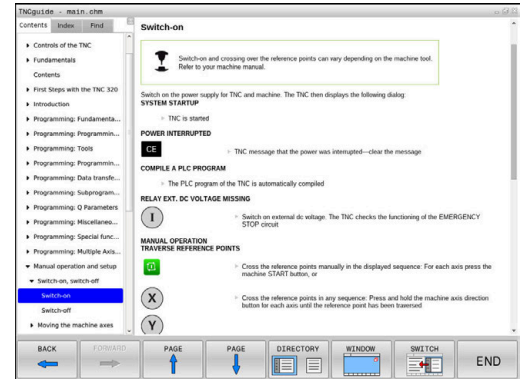 TNCguide - main.chm
Contents Index Find
Controls of the TNC
Fundamentals
Contents
First Steps with the TNC 320
Introduction
Programming: Fundamenta...
Programming: Programmin...
Programming: Tools
Programming: Programmin...
Programming: Data transfe...
Programming: Subprogram...
Programming: Q Parameters
Programming: Miscellaneo...
Programming: Special func...
Programming: Multiple Axis...
Manual operation and setup
Switch-on, switch-off
Switch-on
Switch-off
Moving the machine axes
Switch-on
Switch-on and crossing over the reference points can vary depending on the machine tool.
Refer to your machine manual.
Switch on the power supply for TNC and machine. The TNC then displays the following dialog:
SYSTEM STARTUP
TNC is started
POWER INTERRUPTED
CE
TNC message that the power was interrupted—clear the message
COMPILE A PLC PROGRAM
The PLC program of the TNC is automatically compiled
RELAY EXT. DC VOLTAGE MISSING
I
Switch on external dc voltage. The TNC checks the functioning of the EMERGENCY
STOP circuit
MANUAL OPERATION
TRAVERSE REFERENCE POINTS
Cross the reference points manually in the displayed sequence: For each axis press the
machine START button, or
X
Cross the reference points in any sequence: Press and hold the machine axis direction
button for each axis until the reference point has been traversed
Y
BACK
FORWARD
PAGE
PAGE
DIRECTORY
WINDOW
SWITCH
END